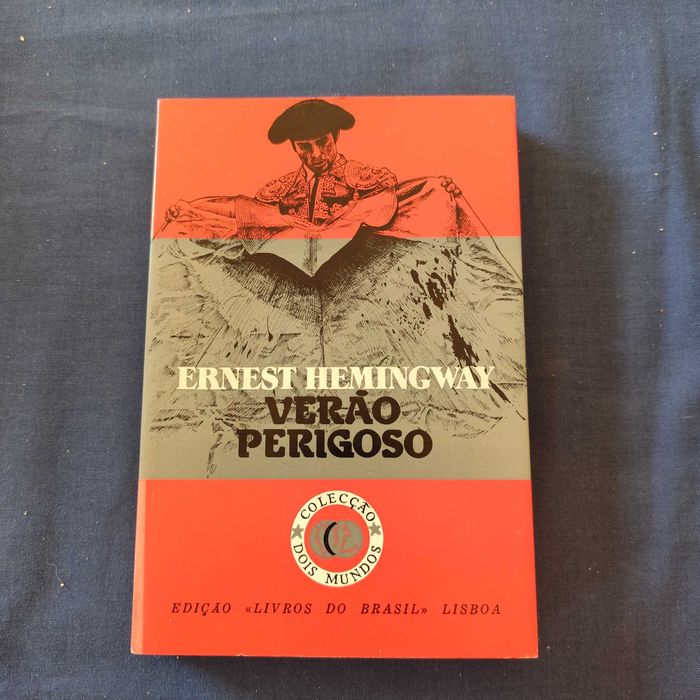 ERNEST HEMINGWAY
VERÃO
PERIGOSO
COLECÇÃO
DOIS MUNDOS
EDIÇÃO «LIVROS DO BRASIL» LISBOA